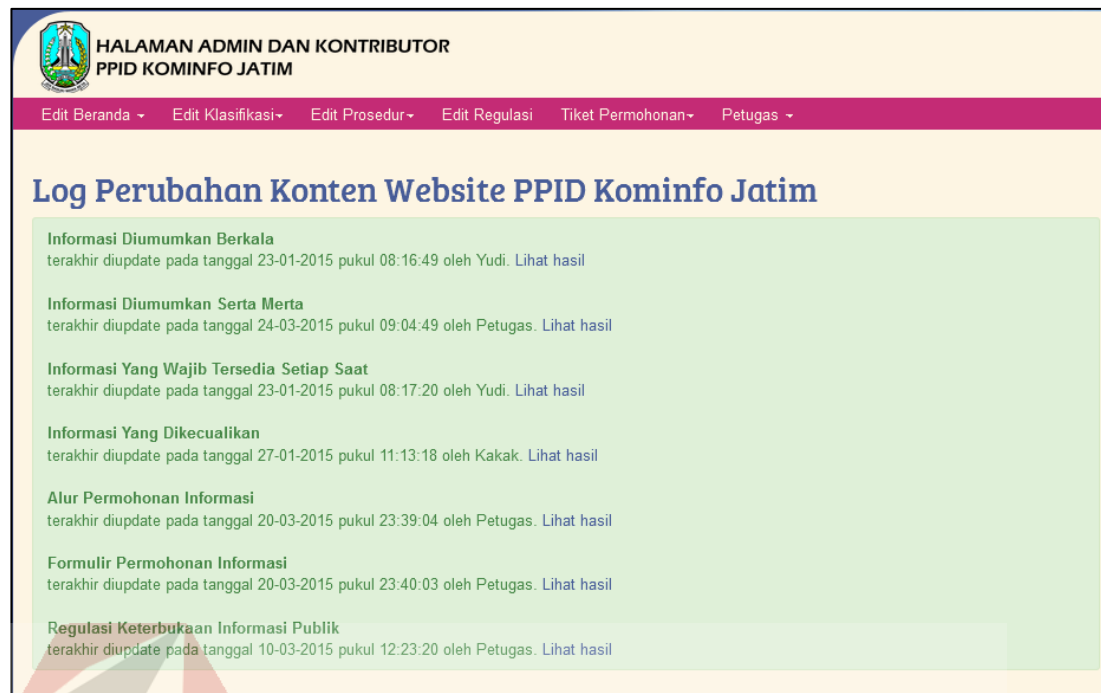 HALAMAN ADMIN DAN KONTRIBUTOR
PPID KOMINFO JATIM
Edit Beranda Edit Klasifikasi Edit Prosedur Edit Regulasi Tiket Permohonan Petugas
Log Perubahan Konten Website PPID Kominfo Jatim
Informasi Diumumkan Berkala
terakhir diupdate pada tanggal 23-01-2015 pukul 08:16:49 oleh Yudi. Lihat hasil
Informasi Diumumkan Serta Merta
terakhir diupdate pada tanggal 24-03-2015 pukul 09:04:49 oleh Petugas. Lihat hasil
Informasi Yang Wajib Tersedia Setiap Saat
terakhir diupdate pada tanggal 23-01-2015 pukul 08:17:20 oleh Yudi. Lihat hasil
Informasi Yang Dikecualikan
terakhir diupdate pada tanggal 27-01-2015 pukul 11:13:18 oleh Kakak. Lihat hasil
Alur Permohonan Informasi
terakhir diupdate pada tanggal 20-03-2015 pukul 23:39:04 oleh Petugas. Lihat hasil
Formulir Permohonan Informasi
terakhir diupdate pada tanggal 20-03-2015 pukul 23:40:03 oleh Petugas. Lihat hasil
Regulasi Keterbukaan Informasi Publik
terakhir diupdate pada tanggal 10-03-2015 pukul 12:23:20 oleh Petugas. Lihat hasil